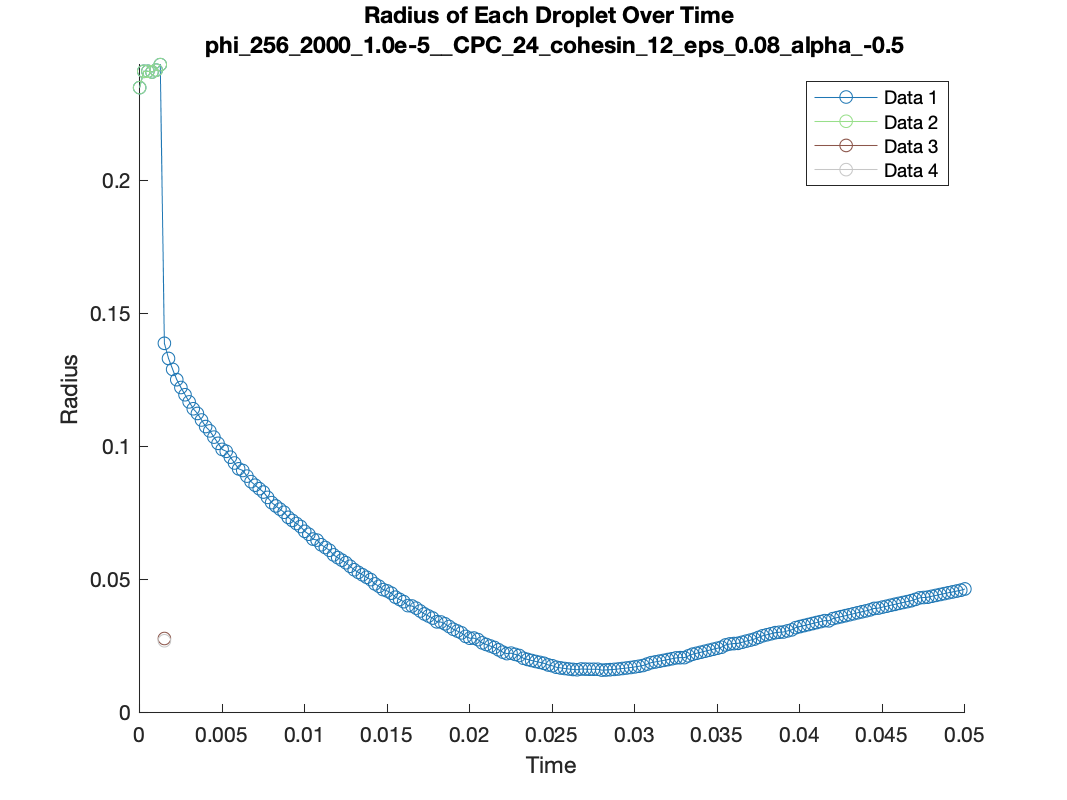 Radius of Each Droplet Over Time
phi_256_2000_1.0e-5__CPC_24_cohesin_12_eps_0.08_alpha_-0.5
Data 1
Data 2
Data 3
Data 4
Radius
0.2
0.15
0.1
0.05
0
0 0.005 0.01 0.015 0.02 0.025 0.03 0.035 0.04 0.045 0.05
Time